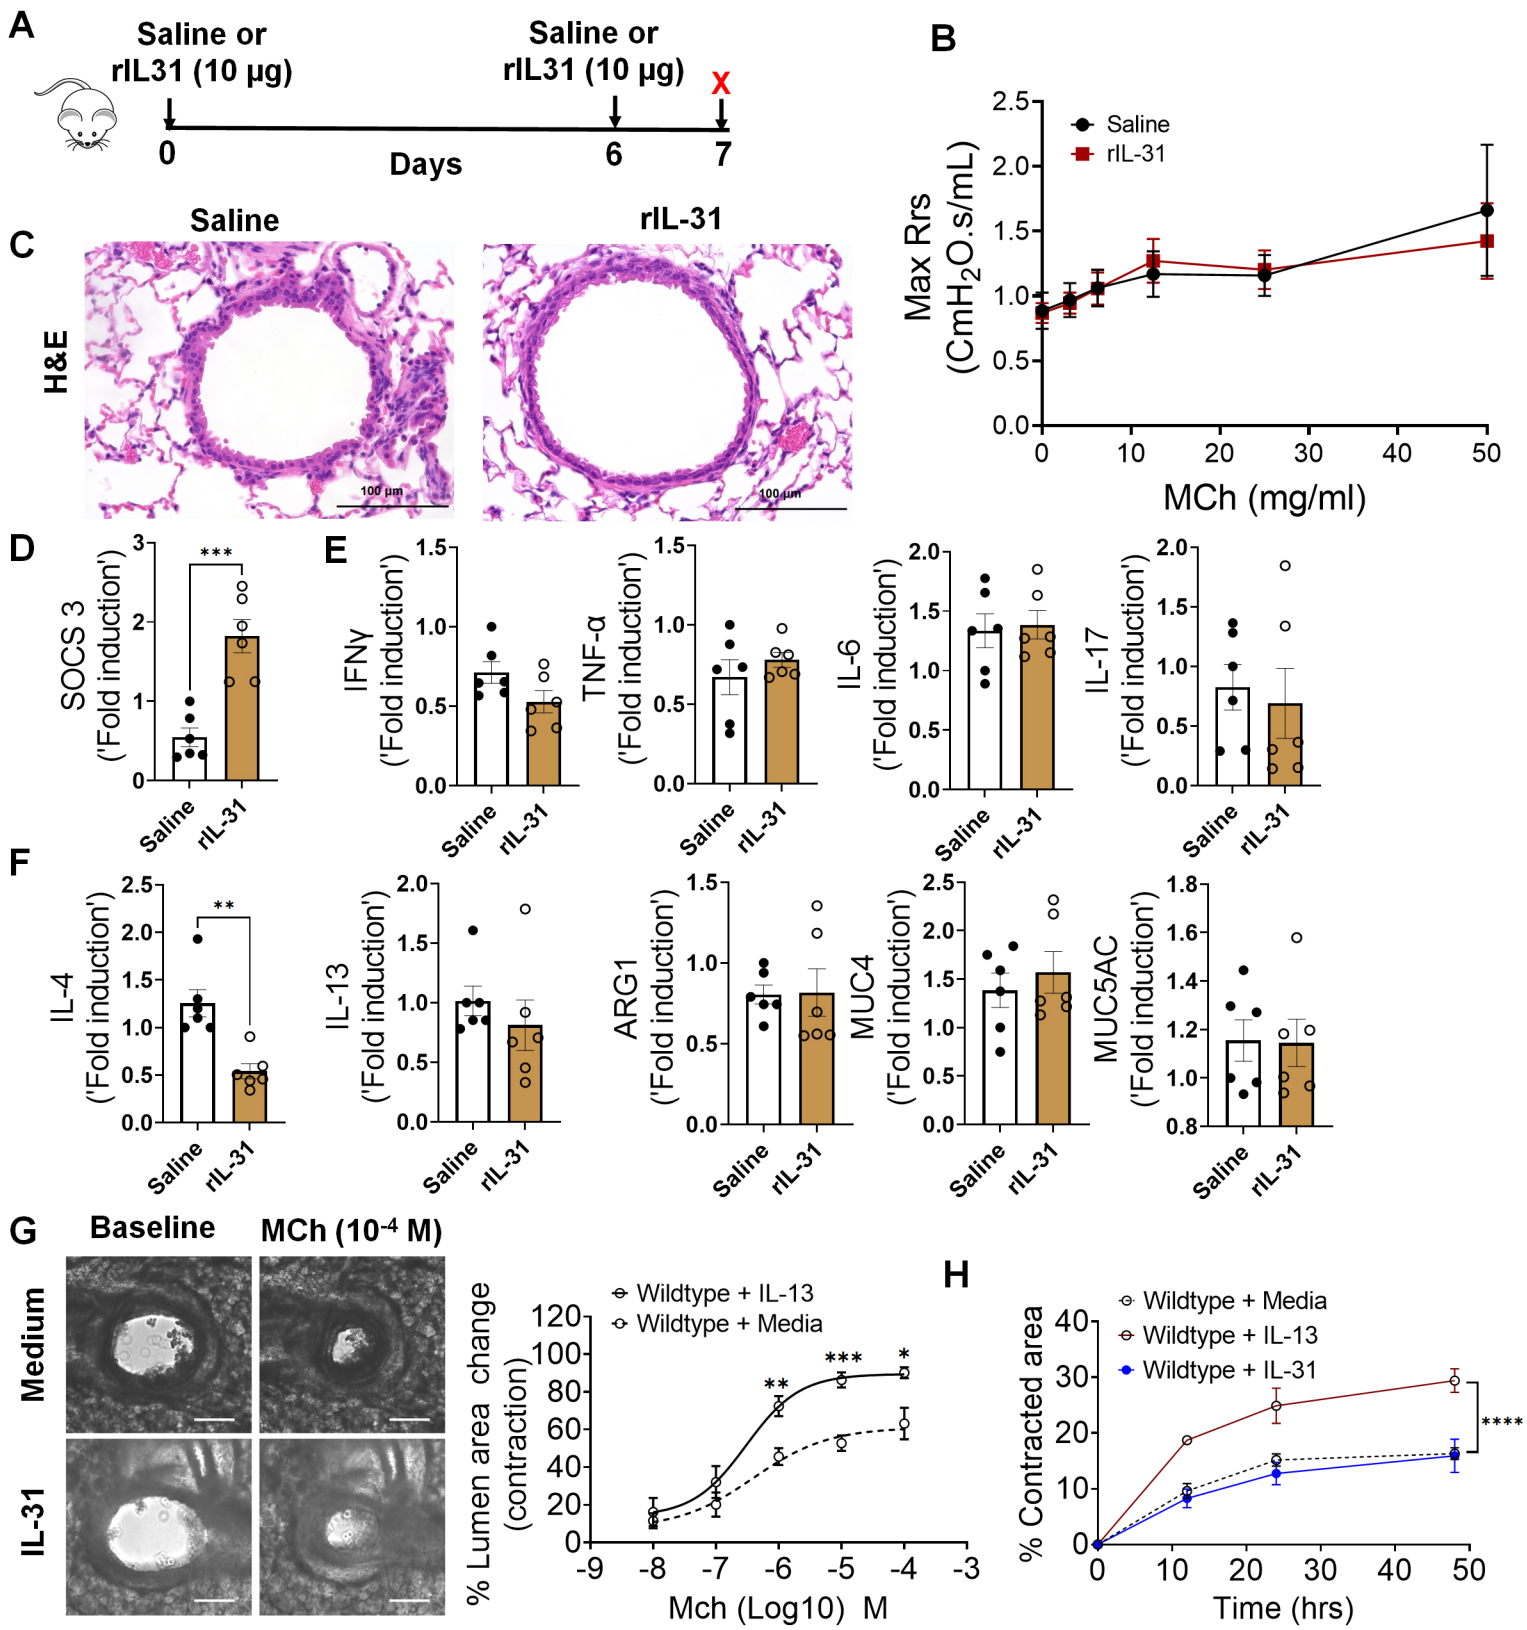 A
Saline or
rIL31 (10 µg)
Saline or
rIL31 (10 µg)
X
0
Days
6
7
B
Max Rrs
(CmH2O.s/mL)
2.5
2.0
1.5
1.0
0.5
0.0
Saline
rIL-31
0 10 20 30 40 50
MCh (mg/ml)
C
Saline
rIL-31
H&E
100 µm
100 µm
D
SOCS 3
('Fold induction')
3
2
1
0
***
Saline
rIL-31
E
IFNγ
('Fold induction')
1.5
1.0
0.5
0.0
Saline
rIL-31
TNF-α
('Fold induction')
1.5
1.0
0.5
0.0
Saline
rIL-31
IL-6
('Fold induction')
2.0
1.5
1.0
0.5
0.0
Saline
rIL-31
IL-17
('Fold induction')
2.0
1.5
1.0
0.5
0.0
Saline
rIL-31
F
IL-4
('Fold induction')
2.5
2.0
1.5
1.0
0.5
0.0
**
Saline
rIL-31
IL-13
('Fold induction')
2.0
1.5
1.0
0.5
0.0
Saline
rIL-31
ARG1
('Fold induction')
1.5
1.0
0.5
0.0
Saline
rIL-31
MUC4
('Fold induction')
2.5
2.0
1.5
1.0
0.5
0.0
Saline
rIL-31
MUC5AC
('Fold induction')
1.8
1.6
1.4
1.2
1.0
0.8
Saline
rIL-31
G
Baseline
MCh (10-4 M)
Medium
IL-31
% Lumen area change
(contraction)
Wildtype + IL-13
Wildtype + Media
120
100
80
60
40
20
0
** *** *
-9 -8 -7 -6 -5 -4 -3
Mch (Log10) M
H
Wildtype + Media
Wildtype + IL-13
Wildtype + IL-31
% Contracted area
40
30
20
10
0
****
0 10 20 30 40 50
Time (hrs)